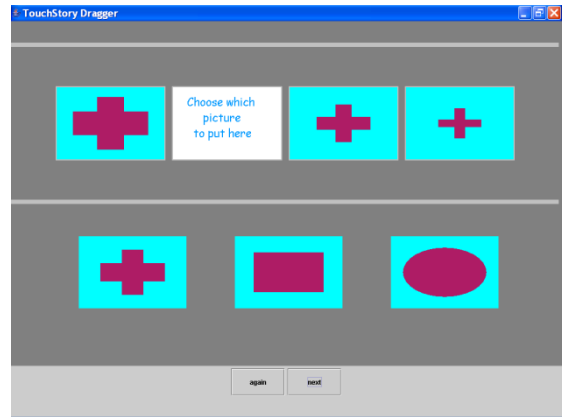 TouchStory Dragger
Choose which
picture
to put here
again
next